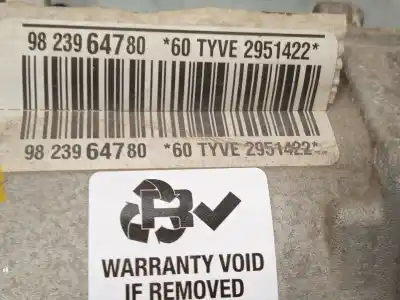 98 239 647 80 *60 TYVE 2951422*
98 239 647 80 *60 TYVE 2951422*
R
WARRANTY VOID
IF REMOVED